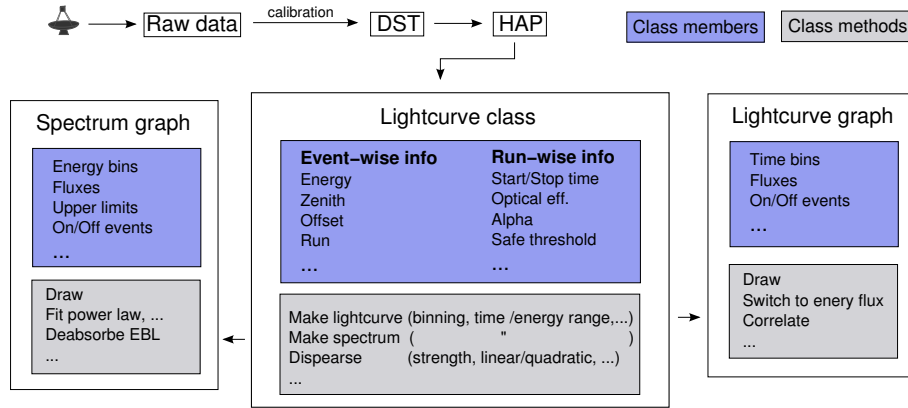 calibration
Raw data DST HAP Class members Class methods
Spectrum graph
Energy bins
Fluxes
Upper limits
On/Off events
...
Draw
Fit power law, ...
Deabsorbe EBL
...
Lightcurve class
Event-wise info Run-wise info
Energy Start/Stop time
Zenith Optical eff.
Offset Alpha
Run Safe threshold
... ...
Make lightcurve (binning, time /energy range,...)
Make spectrum ( " )
Dispearse (strength, linear/quadratic, ...)
...
Lightcurve graph
Time bins
Fluxes
On/Off events
...
Draw
Switch to enery flux
Correlate
...